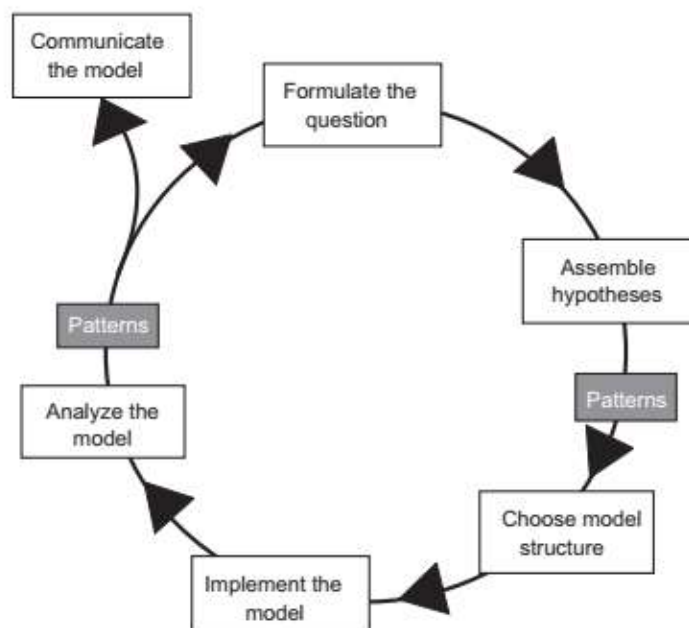 Communicate
the model
Formulate the
question
Assemble
hypotheses
Patterns
Patterns
Analyze the
model
Choose model
structure
Implement the
model